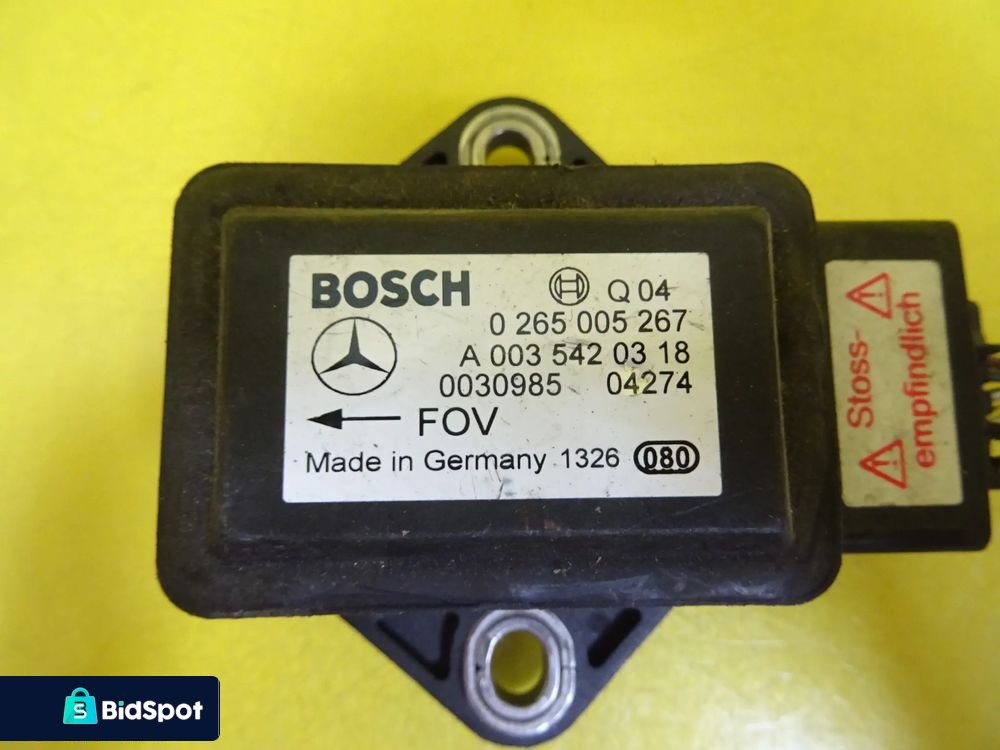 BOSCH
Q 04
0 265 005 267
A 003 542 03 18
0030985 04274
FOV
Made in Germany 1326 080
Stoss-
empfindlich
BidSpot